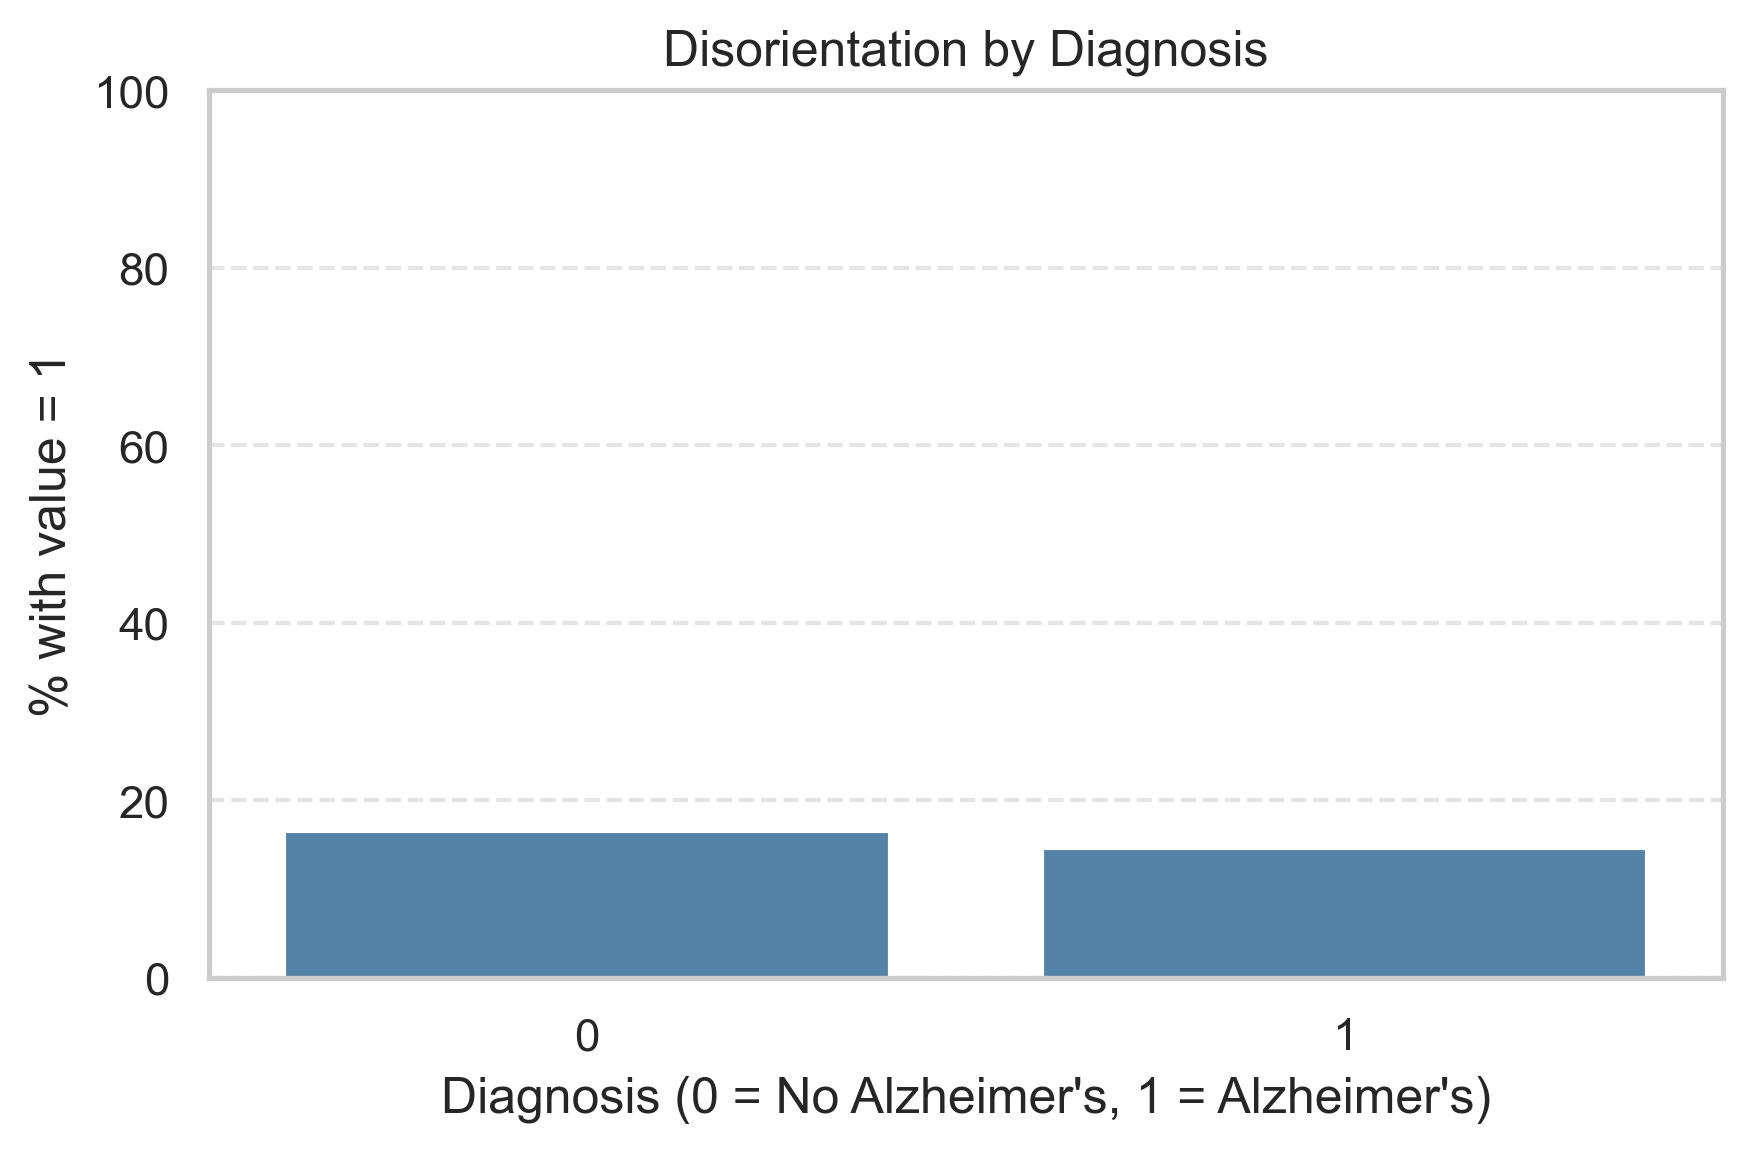 Disorientation by Diagnosis
100
80
60
40
20
0
% with value = 1
0
1
Diagnosis (0 = No Alzheimer's, 1 = Alzheimer's)